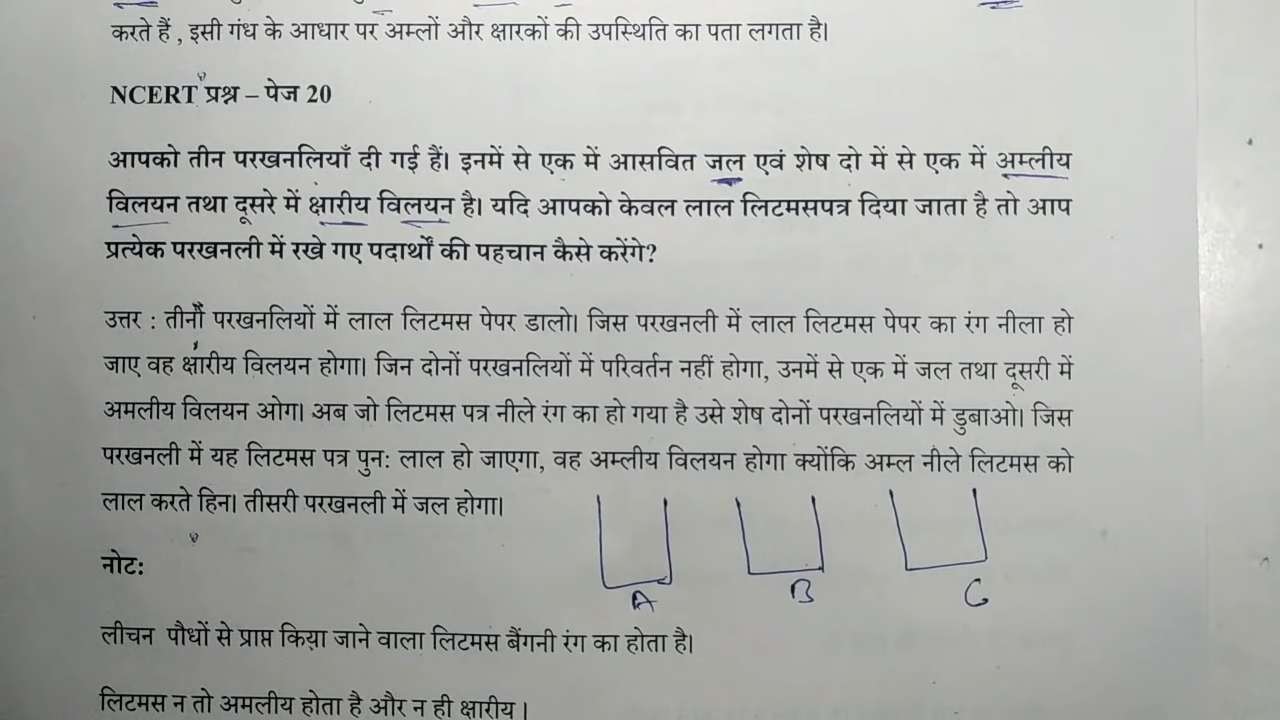 करते हैं , इसी गंध के आधार पर अम्लों और क्षारकों की उपस्थिति का पता लगता है।
NCERT प्रश्न – पेज 20
आपको तीन परखनलियाँ दी गई हैं। इनमें से एक में आसवित जल एवं शेष दो में से एक में अम्लीय
विलयन तथा दूसरे में क्षारीय विलयन है। यदि आपको केवल लाल लिटमसपत्र दिया जाता है तो आप
प्रत्येक परखनली में रखे गए पदार्थों की पहचान कैसे करेंगे?
उत्तर : तीनों परखनलियों में लाल लिटमस पेपर डालो। जिस परखनली में लाल लिटमस पेपर का रंग नीला हो
जाए वह क्षारीय विलयन होगा। जिन दोनों परखनलियों में परिवर्तन नहीं होगा, उनमें से एक में जल तथा दूसरी में
अमलीय विलयन ओग। अब जो लिटमस पत्र नीले रंग का हो गया है उसे शेष दोनों परखनलियों में डुबाओ। जिस
परखनली में यह लिटमस पत्र पुन: लाल हो जाएगा, वह अम्लीय विलयन होगा क्योंकि अम्ल नीले लिटमस को
लाल करते हिन। तीसरी परखनली में जल होगा।
A B C
नोट:
लीचन पौधों से प्राप्त किया जाने वाला लिटमस बैंगनी रंग का होता है।
लिटमस न तो अमलीय होता है और न ही क्षारीय ।